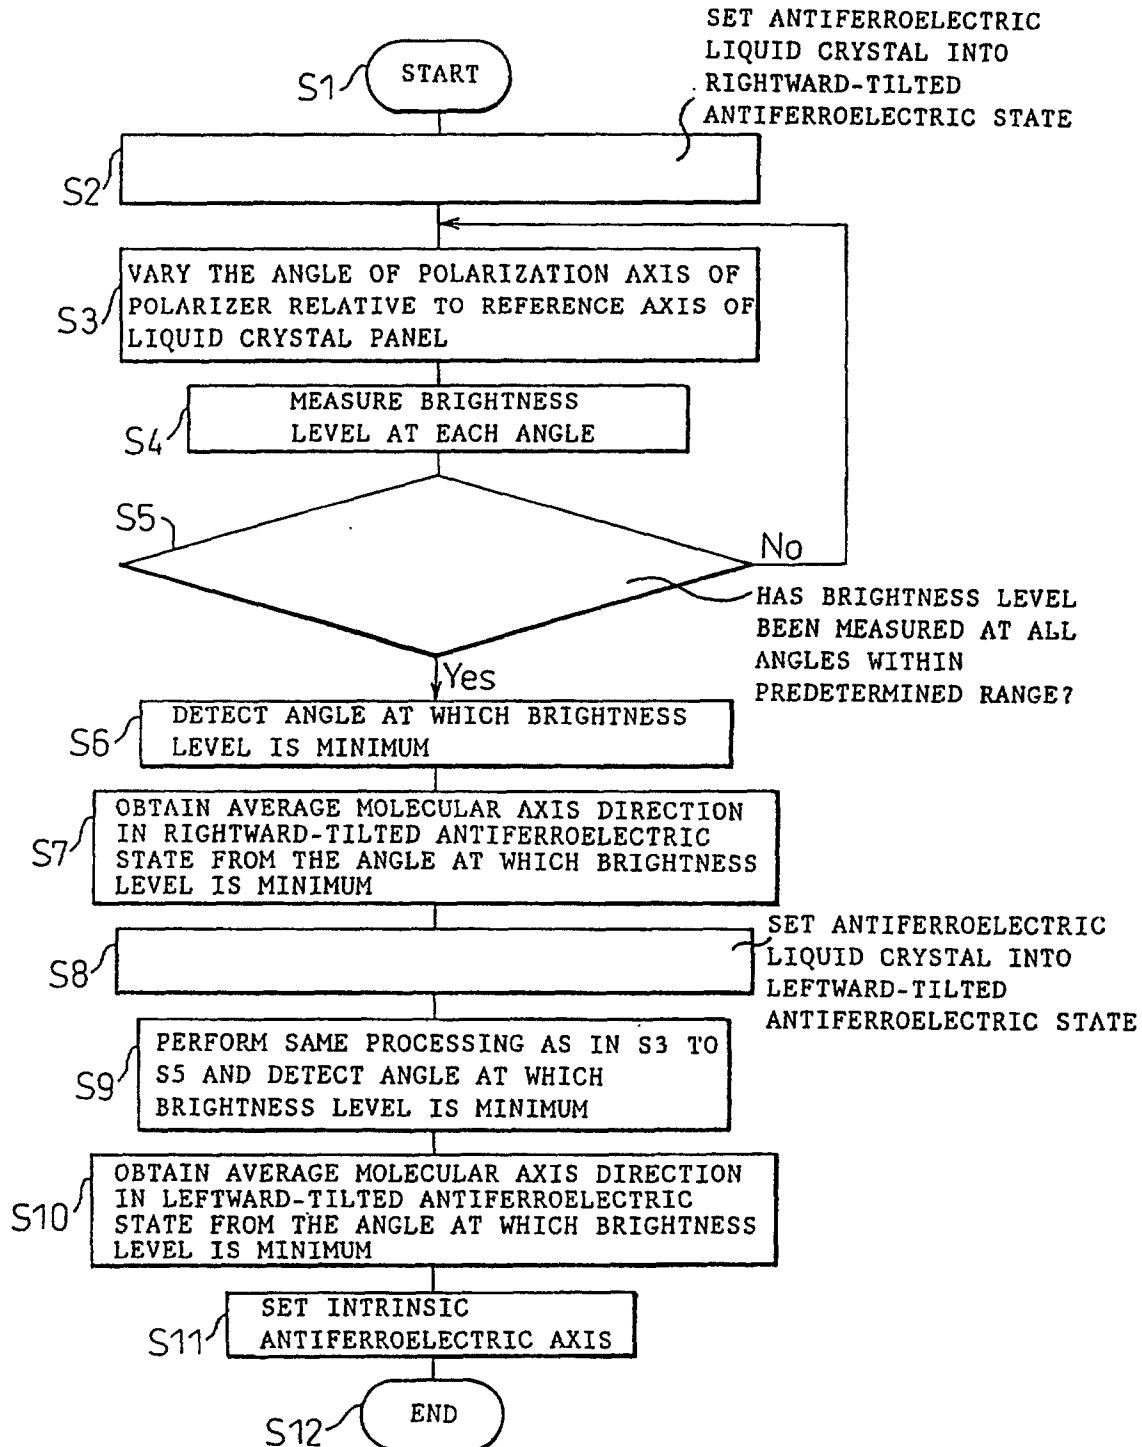 SET ANTIFERROELECTRIC
LIQUID CRYSTAL INTO
RIGHTWARD-TILTED
ANTIFERROELECTRIC STATE
S1
START
S2
S3
VARY THE ANGLE OF POLARIZATION AXIS OF
POLARIZER RELATIVE TO REFERENCE AXIS OF
LIQUID CRYSTAL PANEL
S4
MEASURE BRIGHTNESS
LEVEL AT EACH ANGLE
S5
No
HAS BRIGHTNESS LEVEL
BEEN MEASURED AT ALL
ANGLES WITHIN
PREDETERMINED RANGE?
Yes
S6
DETECT ANGLE AT WHICH BRIGHTNESS
LEVEL IS MINIMUM
S7
OBTAIN AVERAGE MOLECULAR AXIS DIRECTION
IN RIGHTWARD-TILTED ANTIFERROELECTRIC
STATE FROM THE ANGLE AT WHICH BRIGHTNESS
LEVEL IS MINIMUM
S8
SET ANTIFERROELECTRIC
LIQUID CRYSTAL INTO
LEFTWARD-TILTED
ANTIFERROELECTRIC STATE
S9
PERFORM SAME PROCESSING AS IN S3 TO
S5 AND DETECT ANGLE AT WHICH
BRIGHTNESS LEVEL IS MINIMUM
S10
OBTAIN AVERAGE MOLECULAR AXIS DIRECTION
IN LEFTWARD-TILTED ANTIFERROELECTRIC
STATE FROM THE ANGLE AT WHICH BRIGHTNESS
LEVEL IS MINIMUM
S11
SET INTRINSIC
ANTIFERROELECTRIC AXIS
S12
END